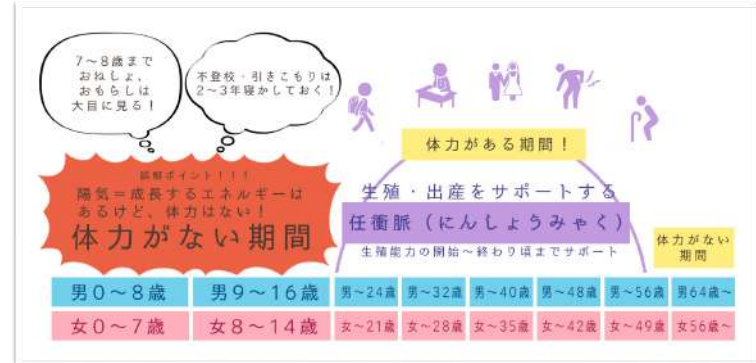 7〜8歳まで
おねしょ、
おもらしは
大目に見る！
不登校・引きこもりは
2〜3年寝かしておく！
体力がある期間！
誤解ポイント！！！
陽気＝成長するエネルギーは
あるけど、体力はない！
体力がない期間
生殖・出産をサポートする
任衝脈（にんしょうみゃく）
生殖能力の開始〜終わり頃までサポート
体力がない
期間
男0〜8歳 男9〜16歳 男〜24歳 男〜32歳 男〜40歳 男〜48歳 男〜56歳 男64歳〜
女0〜7歳 女8〜14歳 女〜21歳 女〜28歳 女〜35歳 女〜42歳 女〜49歳 女56歳〜